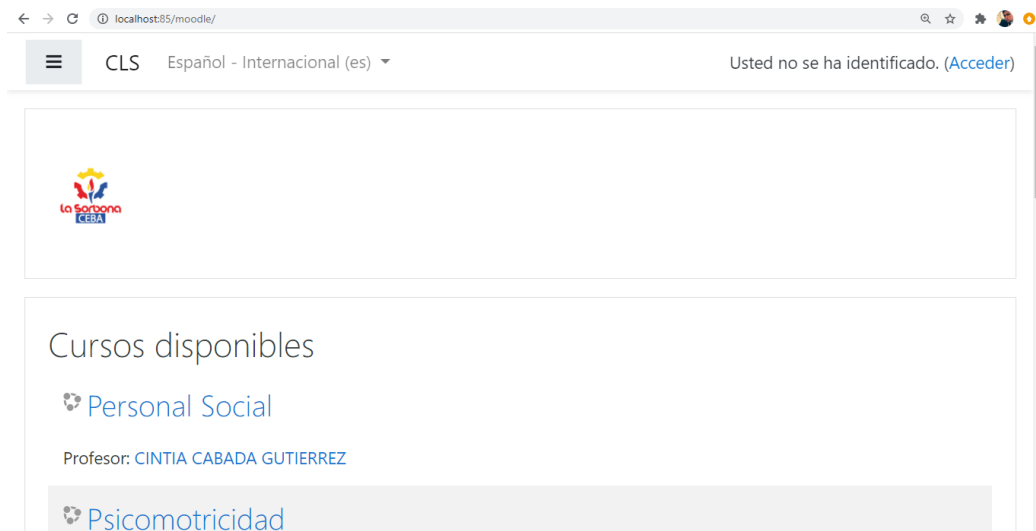 localhost:85/moodle/
CLS Español - Internacional (es) Usted no se ha identificado. (Acceder)
La Sorbona
CEBA
Cursos disponibles
Personal Social
Profesor: CINTIA CABADA GUTIERREZ
Psicomotricidad